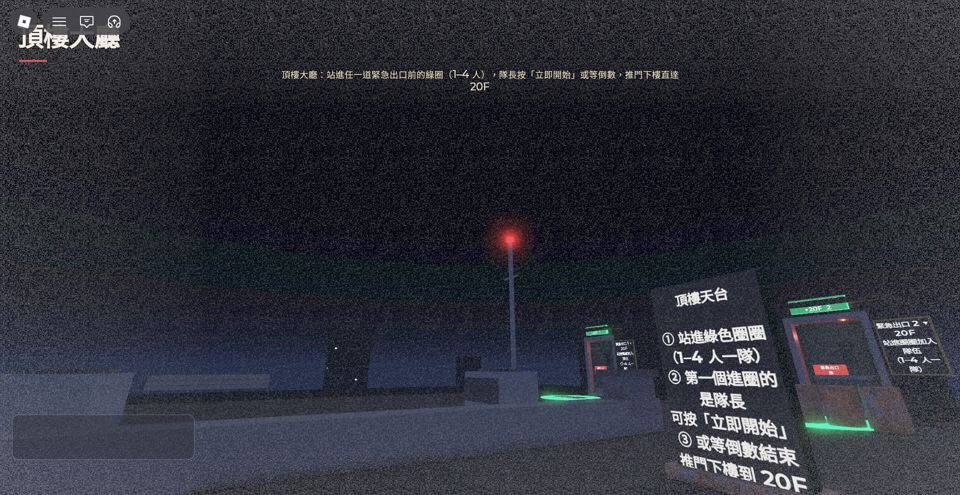 頂樓大廳
頂樓大廳：站進任一道緊急出口前的綠圈（1–4 人），隊長按「立即開始」或等倒數，推門下樓直達
20F
頂樓天台
① 站進綠色圈圈
（1–4 人一隊）
② 第一個進圈的
是隊長
可按「立即開始」
③ 或等倒數結束
推門下樓到 20F
20F 2
緊急出口 2
20F
站進圈圈加入
隊伍
（1–4 人一
隊）